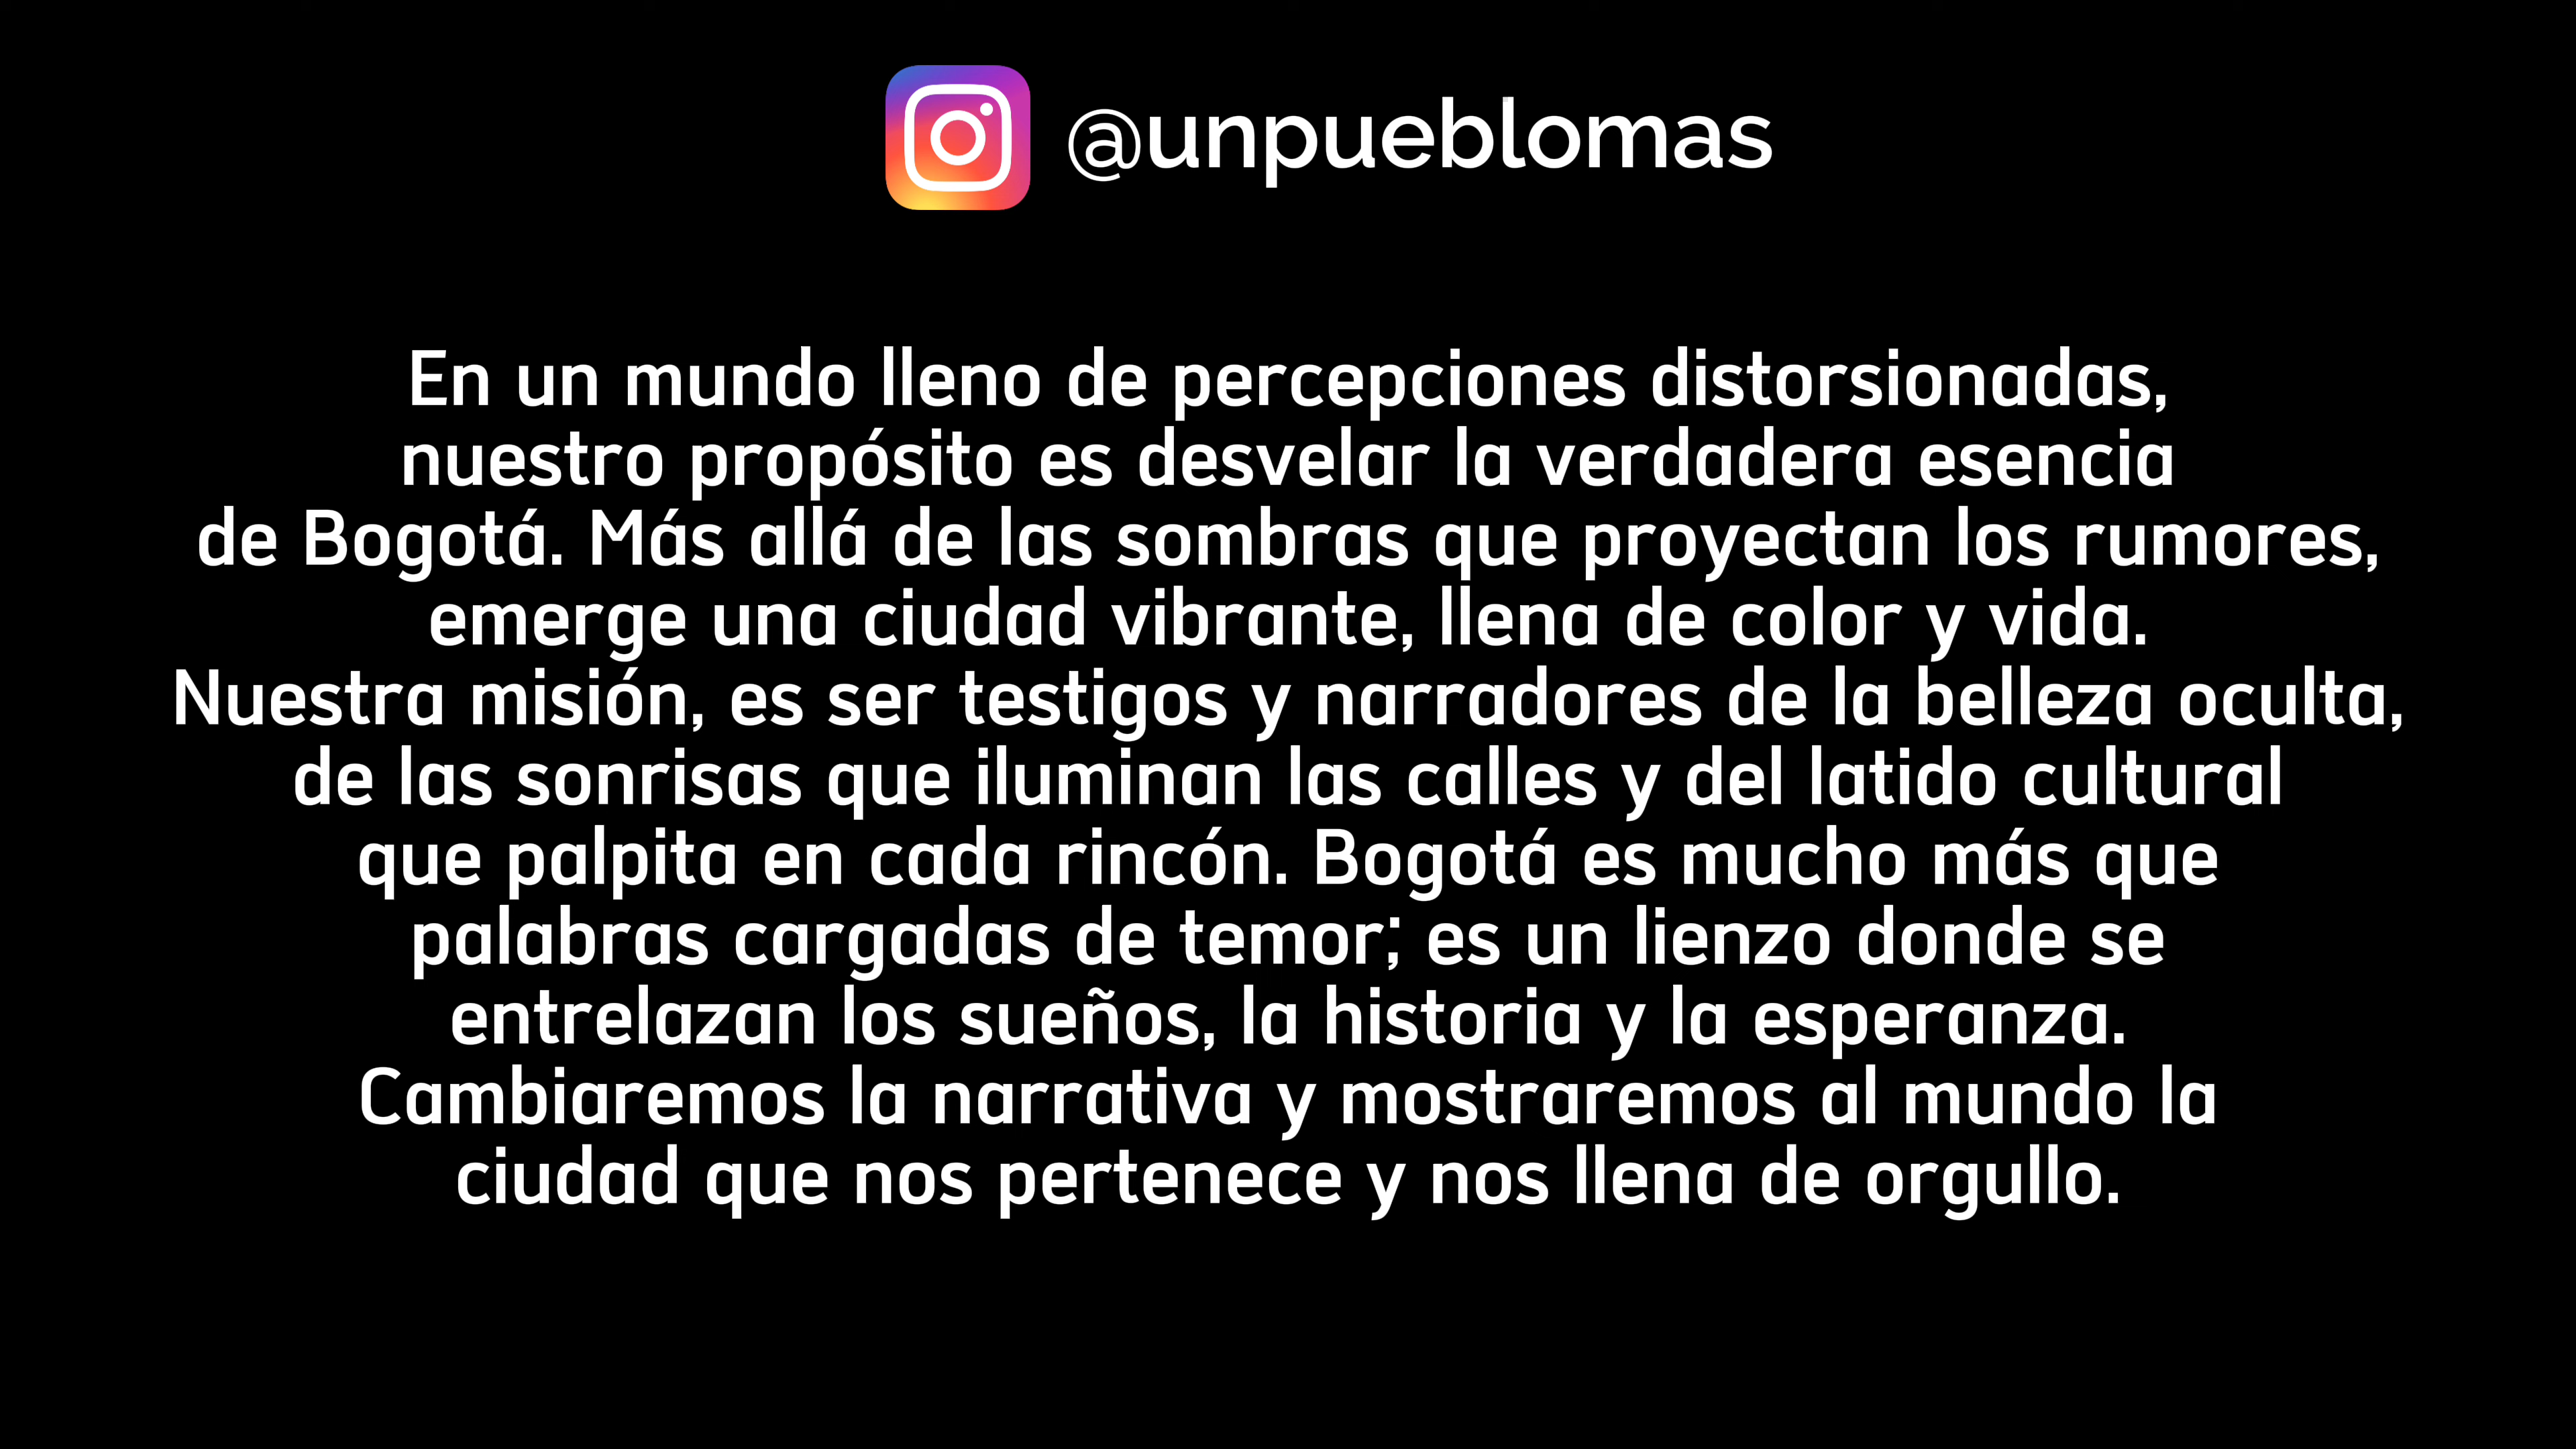 @unpueblomas
En un mundo lleno de percepciones distorsionadas,
nuestro propósito es desvelar la verdadera esencia
de Bogotá. Más allá de las sombras que proyectan los rumores,
emerge una ciudad vibrante, llena de color y vida.
Nuestra misión, es ser testigos y narradores de la belleza oculta,
de las sonrisas que iluminan las calles y del latido cultural
que palpita en cada rincón. Bogotá es mucho más que
palabras cargadas de temor; es un lienzo donde se
entrelazan los sueños, la historia y la esperanza.
Cambiaremos la narrativa y mostraremos al mundo la
ciudad que nos pertenece y nos llena de orgullo.